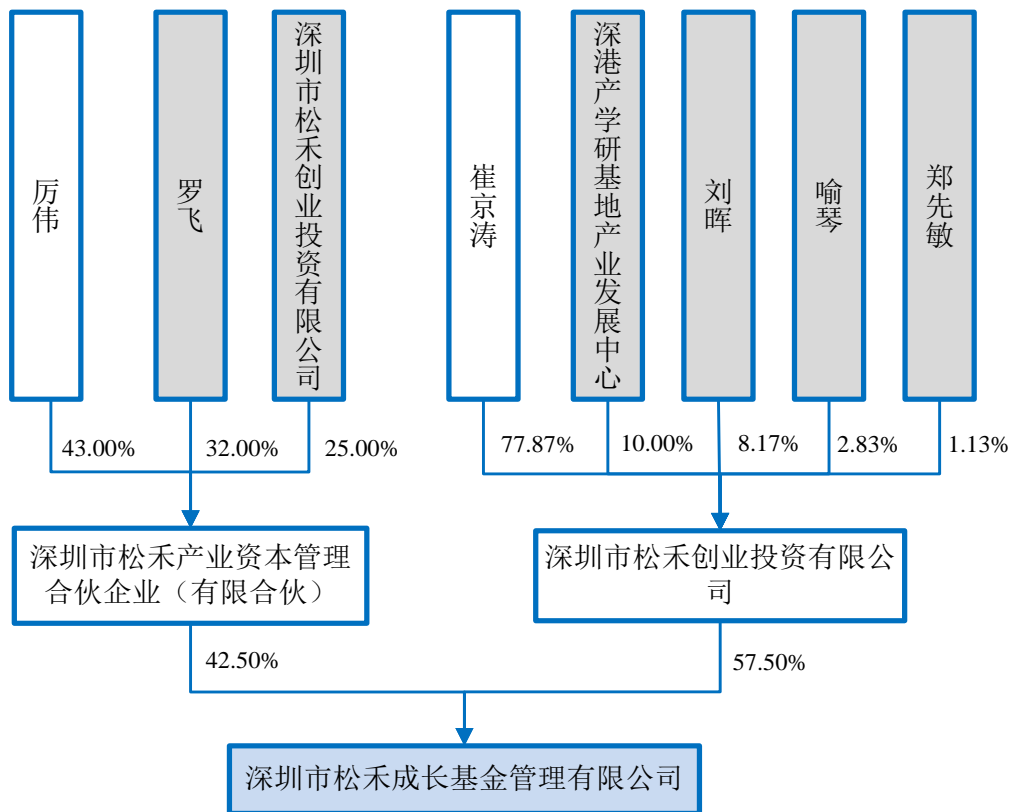 厉伟
罗飞
深圳市松禾创业投资有限公司
崔京涛
深港产学研基地产业发展中心
刘晖
喻琴
郑先敏
43.00%
32.00%
25.00%
77.87%
10.00%
8.17%
2.83%
1.13%
深圳市松禾产业资本管理
合伙企业（有限合伙）
深圳市松禾创业投资有限公
司
42.50%
57.50%
深圳市松禾成长基金管理有限公司